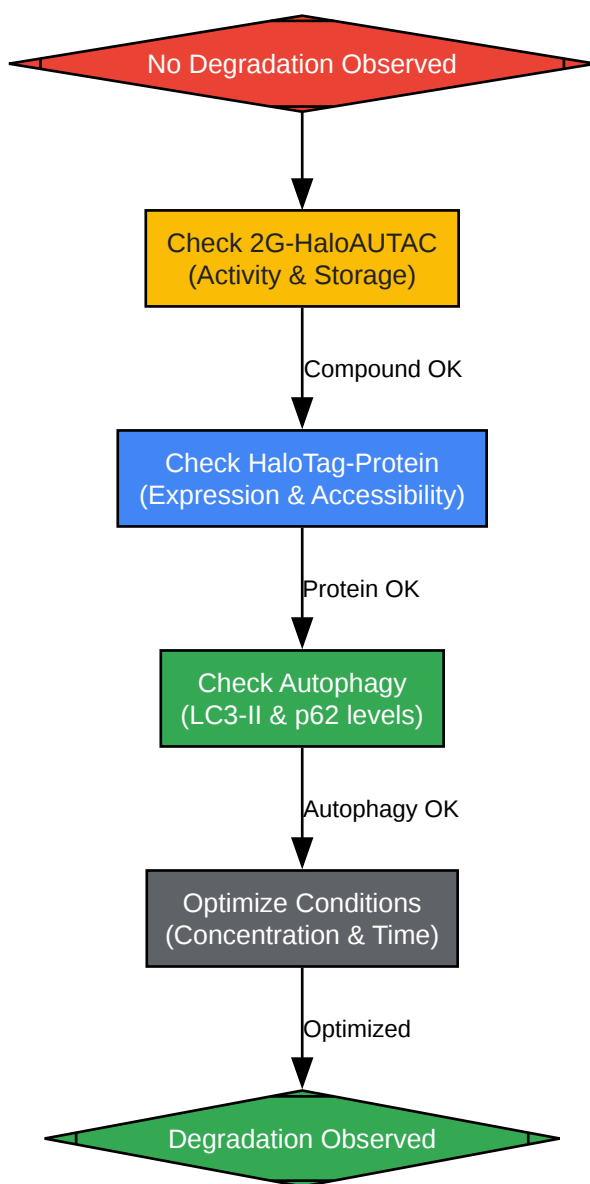 No Degradation Observed
Check 2G-HaloAUTAC
(Activity & Storage)
Compound OK
Check HaloTag-Protein
(Expression & Accessibility)
Protein OK
Check Autophagy
(LC3-II & p62 levels)
Autophagy OK
Optimize Conditions
(Concentration & Time)
Optimized
Degradation Observed